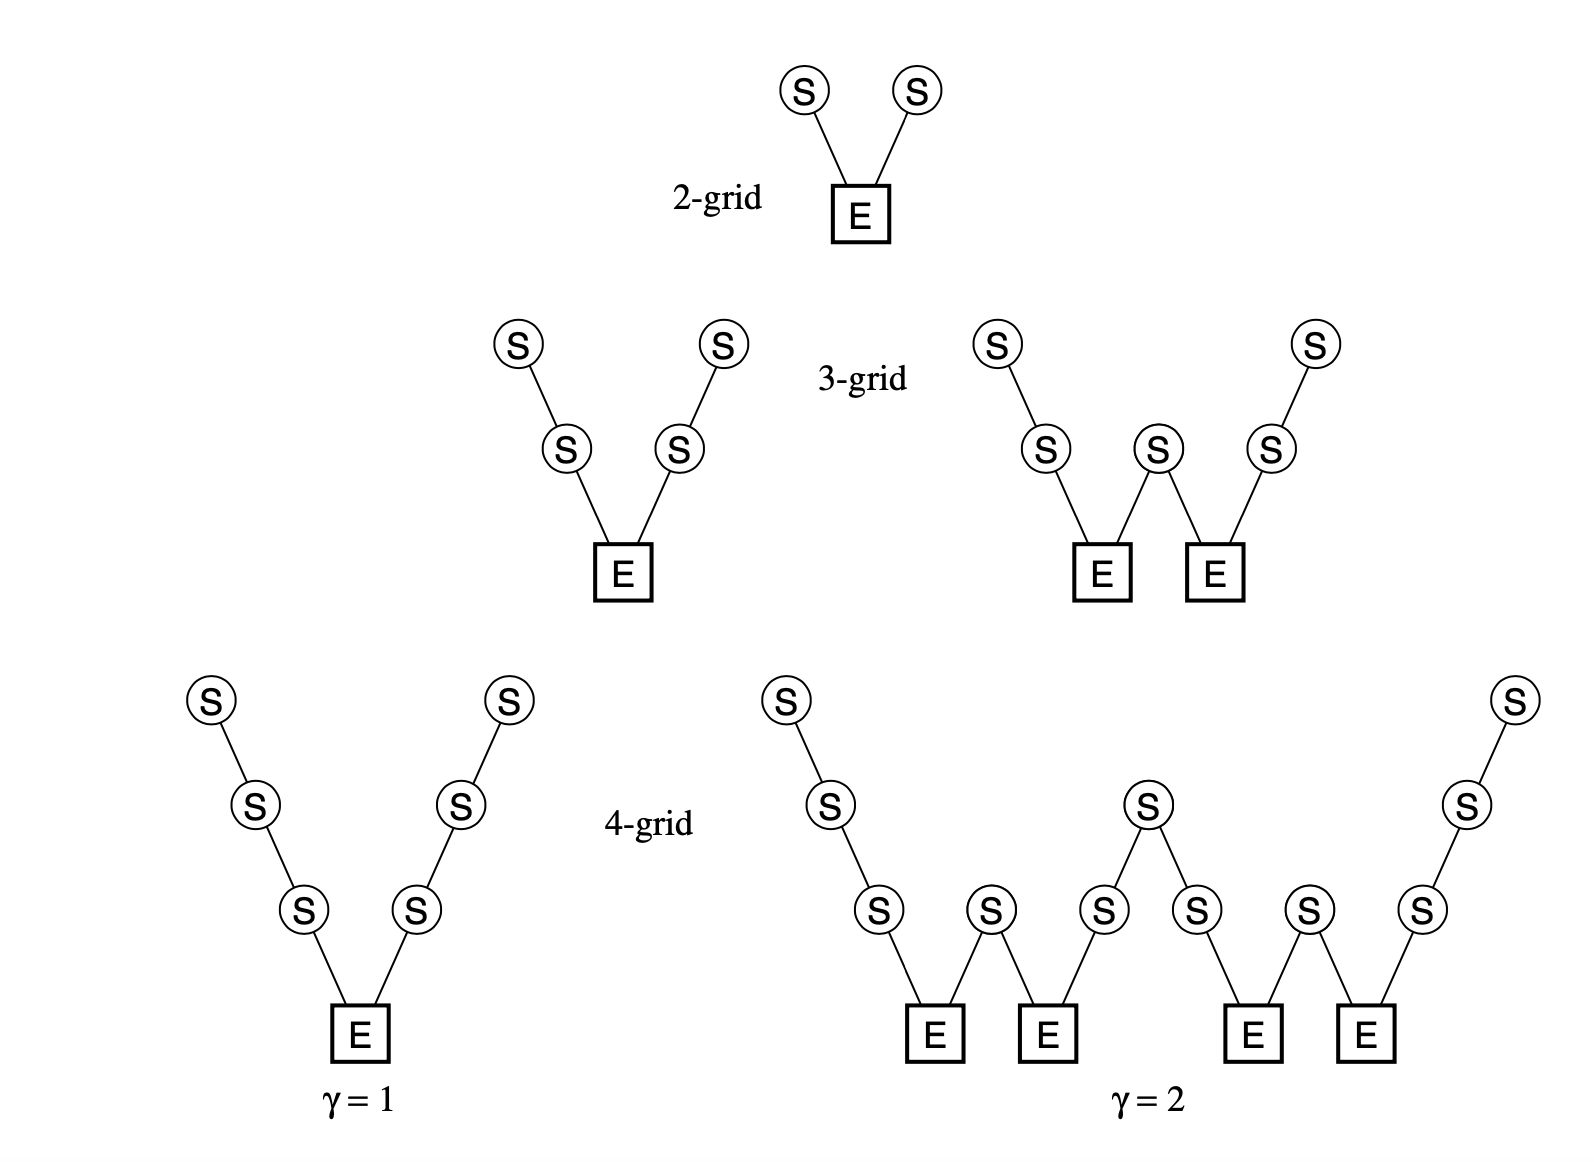 S S
2-grid E
S S S S
3-grid
S S S S S
E E E
S S S S
S S S S
4-grid
S S S S S S S S
E E E E E
γ = 1 γ = 2